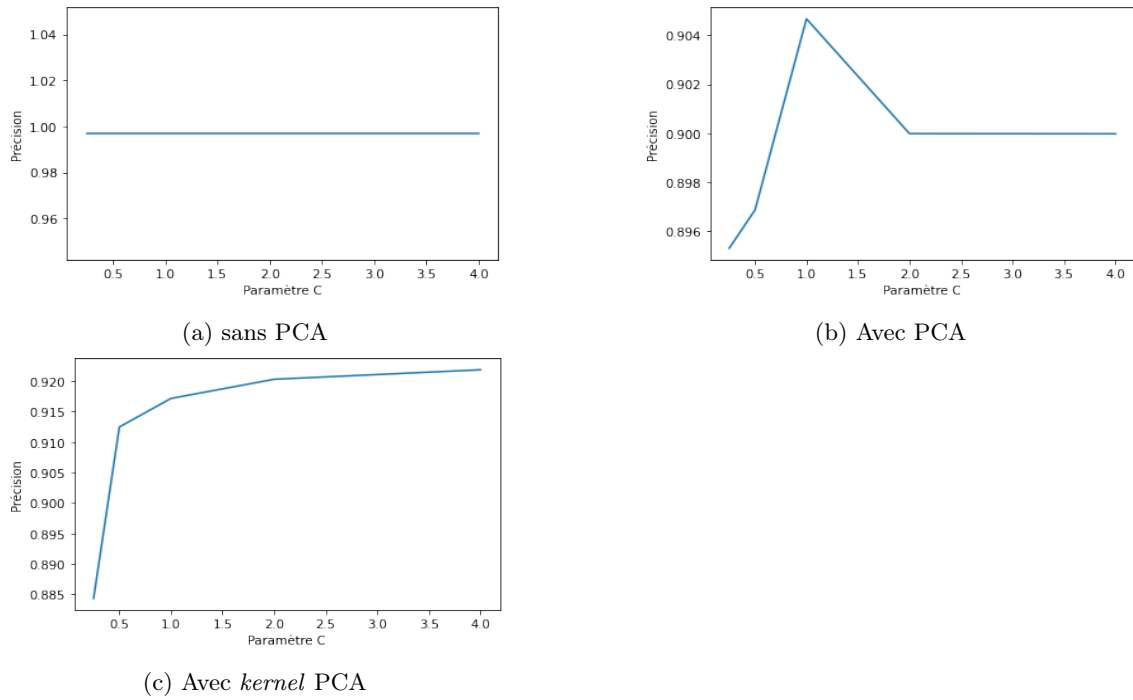 1.04
1.02
1.00
0.98
0.96
Précision
0.5 1.0 1.5 2.0 2.5 3.0 3.5 4.0
Paramètre C
(a) sans PCA
0.904
0.902
0.900
0.898
0.896
Précision
0.5 1.0 1.5 2.0 2.5 3.0 3.5 4.0
Paramètre C
(b) Avec PCA
0.920
0.915
0.910
0.905
0.900
0.895
0.890
0.885
Précision
0.5 1.0 1.5 2.0 2.5 3.0 3.5 4.0
Paramètre C
(c) Avec kernel PCA